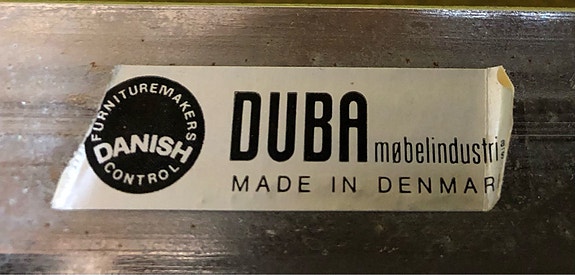 FURNITUREMAKERS
DANISH
CONTROL
DUBA møbelindustri
MADE IN DENMAR